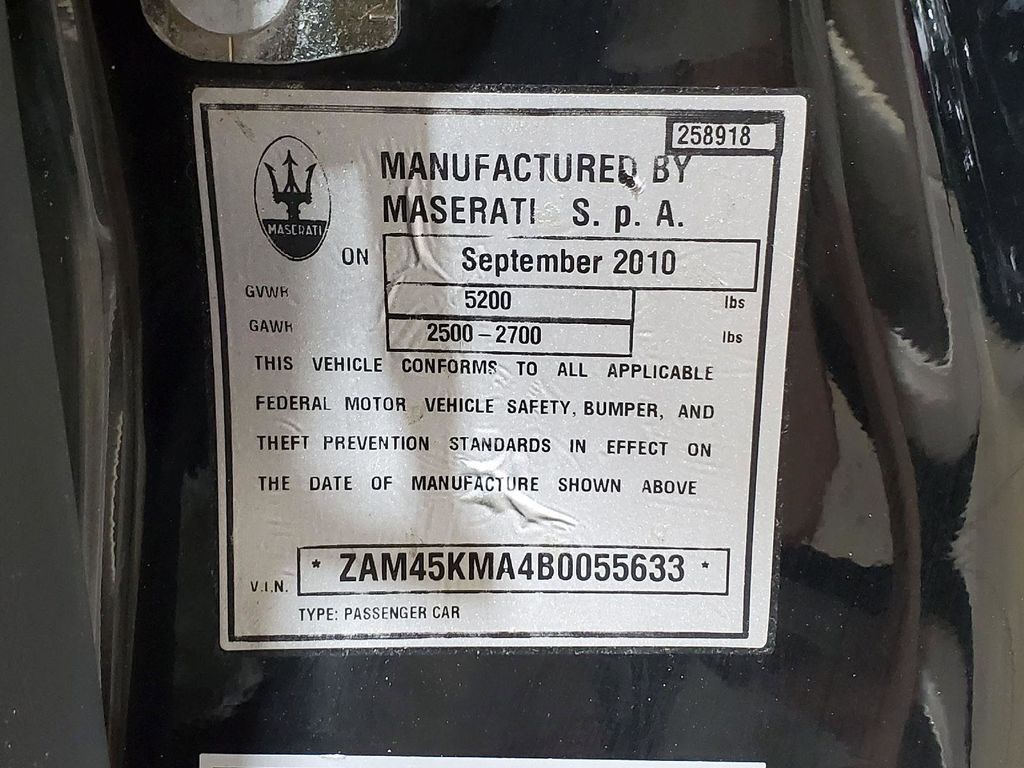 258918
MASERATI
MANUFACTURED BY
MASERATI S. p. A.
ON September 2010
GVWR 5200 lbs
GAWR 2500-2700 lbs
THIS VEHICLE CONFORMS TO ALL APPLICABLE
FEDERAL MOTOR VEHICLE SAFETY, BUMPER, AND
THEFT PREVENTION STANDARDS IN EFFECT ON
THE DATE OF MANUFACTURE SHOWN ABOVE
V.I.N. * ZAM45KMA4B0055633 *
TYPE: PASSENGER CAR